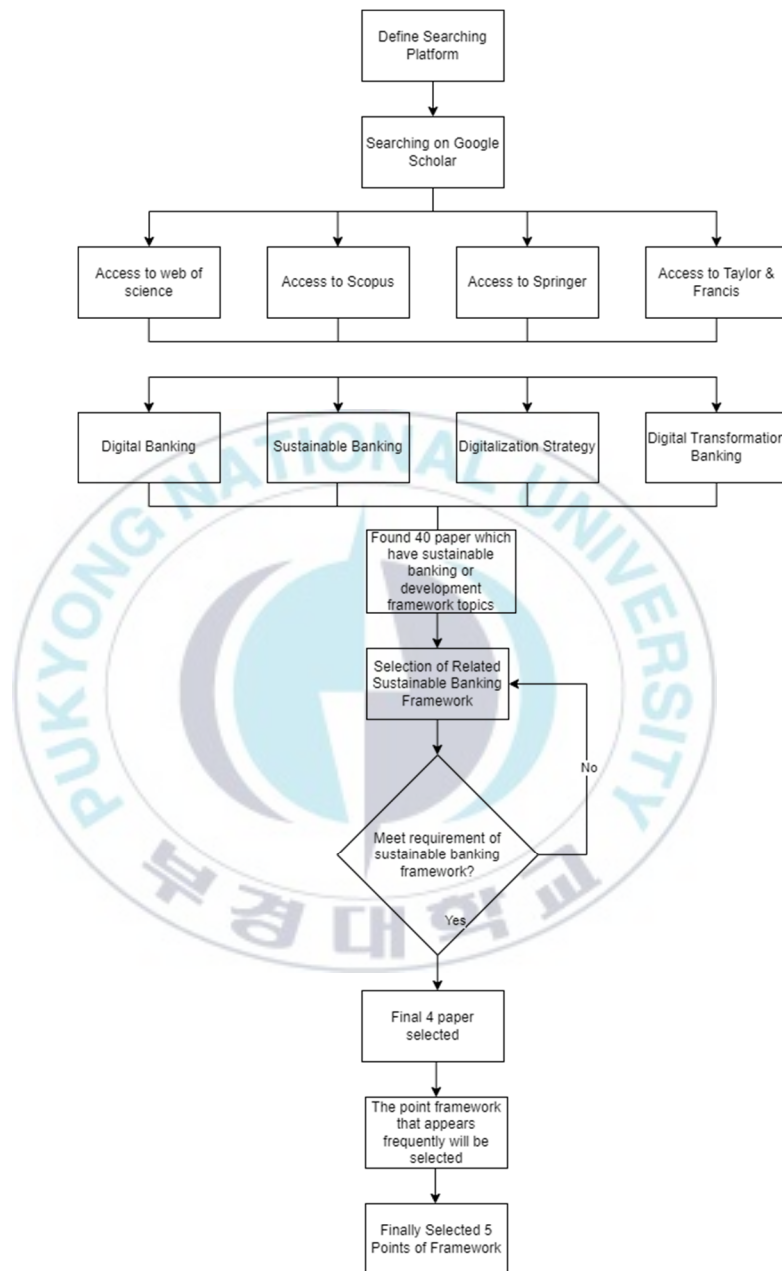 Define Searching
Platform
Searching on Google
Scholar
Access to web of
science
Access to Scopus
Access to Springer
Access to Taylor &
Francis
Digital Banking
Sustainable Banking
Digitalization Strategy
Digital Transformation
Banking
Found 40 paper which
have sustainable
banking or
development
framework topics
Selection of Related
Sustainable Banking
Framework
No
Meet requirement of
sustainable banking
framework?
Yes
Final 4 paper
selected
The point framework
that appears
frequently will be
selected
Finally Selected 5
Points of Framework
PUKYONG NATIONAL UNIVERSITY
부경대학교